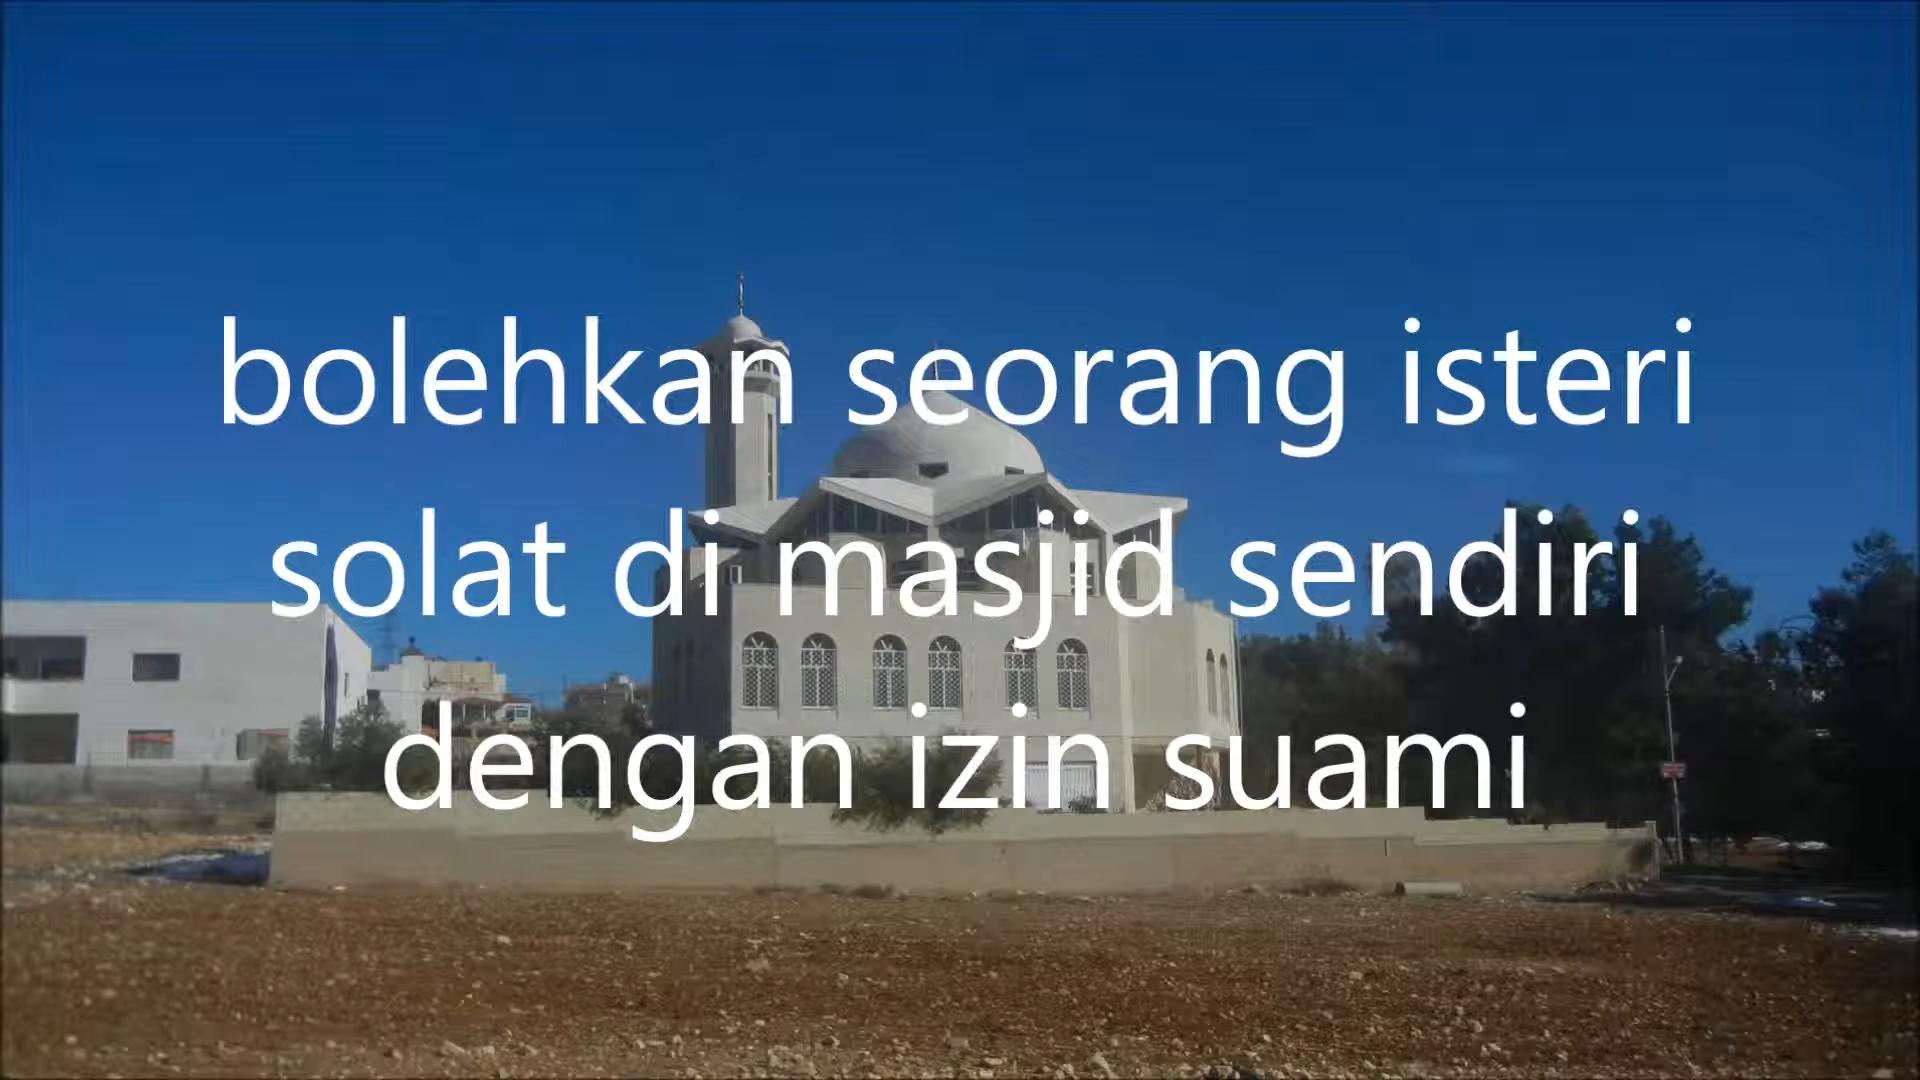 bolehkan seorang isteri
solat di masjid sendiri
dengan izin suami